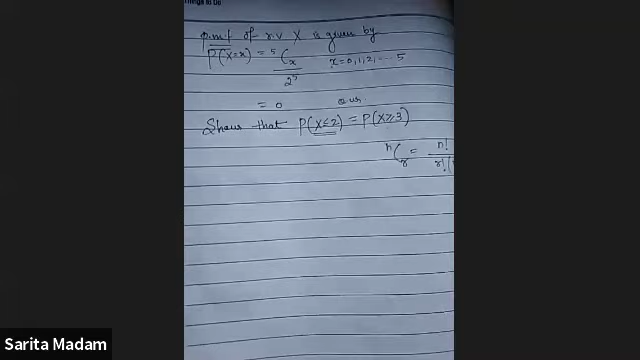 Things to Do
p.m.f of r.v X is given by
P(X=x) = ⁵Cₓ / 2⁵   x = 0, 1, 2, ... 5
= 0   o.w.
Show that P(X≤2) = P(X≥3)
ⁿCᵣ = n! / r!(
Sarita Madam